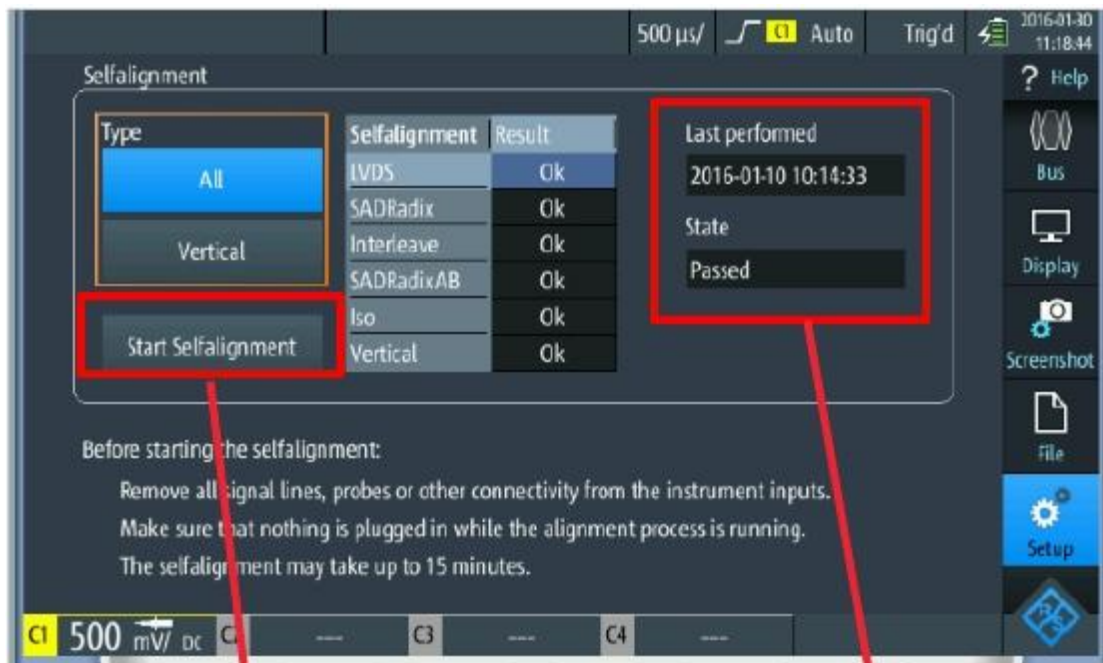 500 µs/ C1 Auto Trig'd 2016-01-30
11:18:44
Selfalignment
? Help
Type
All
Vertical
Start Selfalignment
Selfalignment Result
LVDS Ok
SADRadix Ok
Interleave Ok
SADRadixAB Ok
Iso Ok
Vertical Ok
Last performed
2016-01-10 10:14:33
State
Passed
Bus
Display
Screenshot
File
Setup
Before starting the selfalignment:
Remove all signal lines, probes or other connectivity from the instrument inputs.
Make sure that nothing is plugged in while the alignment process is running.
The selfalignment may take up to 15 minutes.
R&S
C1 500 mV/ DC C2 --- C3 --- C4 ---